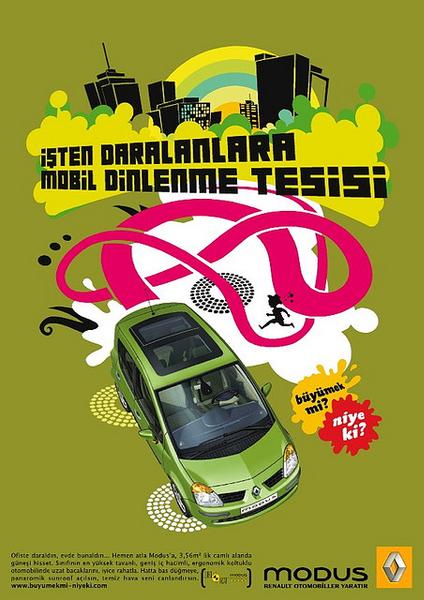 İŞTEN DARALANLARA
MOBİL DİNLENME TESİSİ
büyümek
mi?
niye
ki?
MODUS
Ofiste daraldın, evde bunaldın... Hemen atla Modus'a, 3,56m² lik camlı alanda
güneşi hisset. Sınıfının en yüksek tavanlı, geniş iç hacimli, ergonomik koltuklu
otomobilinde uzat bacaklarını, iyice rahatla. Hatta bas düğmeye,
panoramik sunroof açılsın, temiz hava seni canlandırsın.
www.buyumekmi-niyeki.com
modus
MODUS
RENAULT OTOMOBİLLER YARATIR